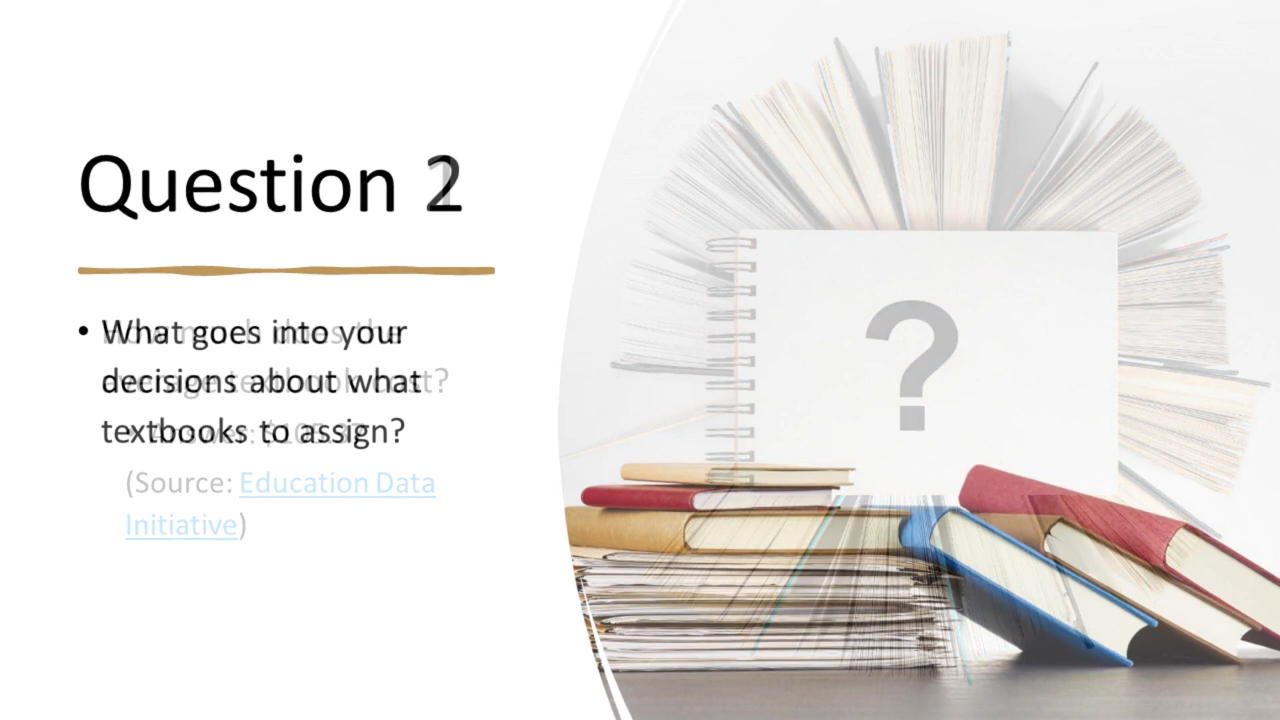 Question 2
• What goes into your
decisions about what
textbooks to assign?
(Source: Education Data
Initiative)
?